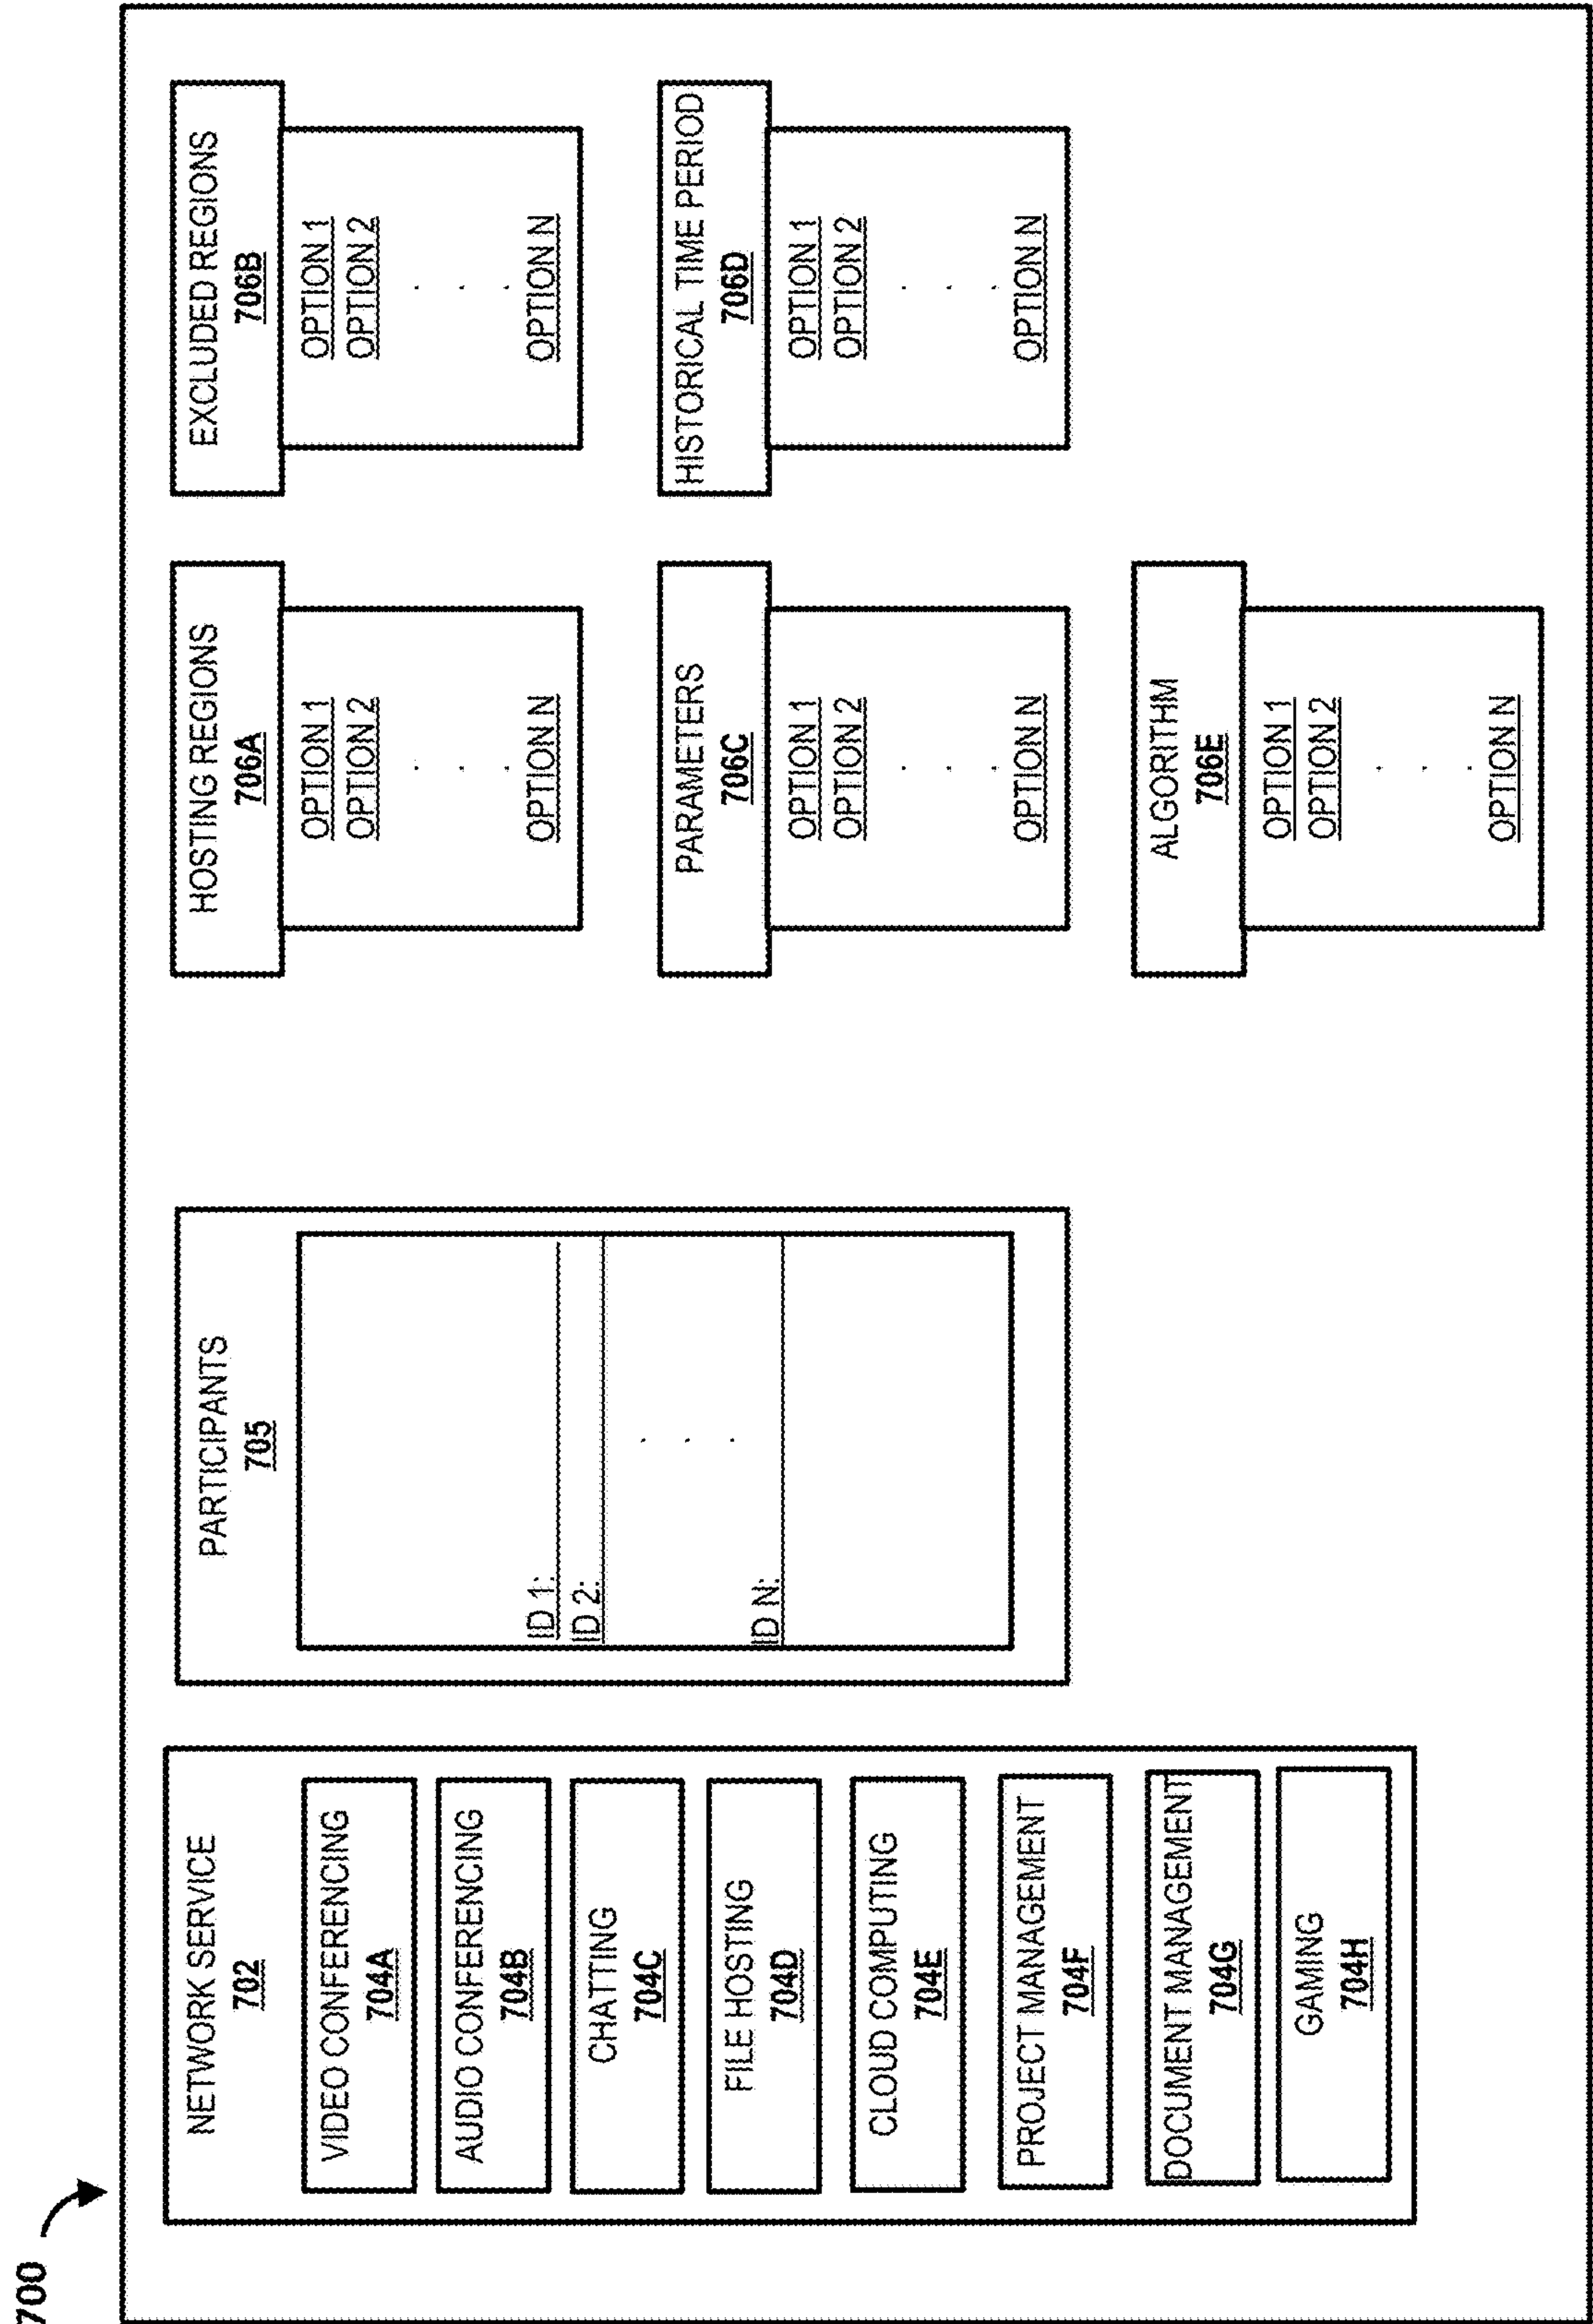 700
NETWORK SERVICE
702
VIDEO CONFERENCING
704A
AUDIO CONFERENCING
704B
CHATTING
704C
FILE HOSTING
704D
CLOUD COMPUTING
704E
PROJECT MANAGEMENT
704F
DOCUMENT MANAGEMENT
704G
GAMING
704H
PARTICIPANTS
705
ID 1:
ID 2:
.
.
.
ID N:
HOSTING REGIONS
706A
OPTION 1
OPTION 2
.
.
.
OPTION N
EXCLUDED REGIONS
706B
OPTION 1
OPTION 2
.
.
.
OPTION N
PARAMETERS
706C
OPTION 1
OPTION 2
.
.
.
OPTION N
HISTORICAL TIME PERIOD
706D
OPTION 1
OPTION 2
.
.
.
OPTION N
ALGORITHM
706E
OPTION 1
OPTION 2
.
.
.
OPTION N